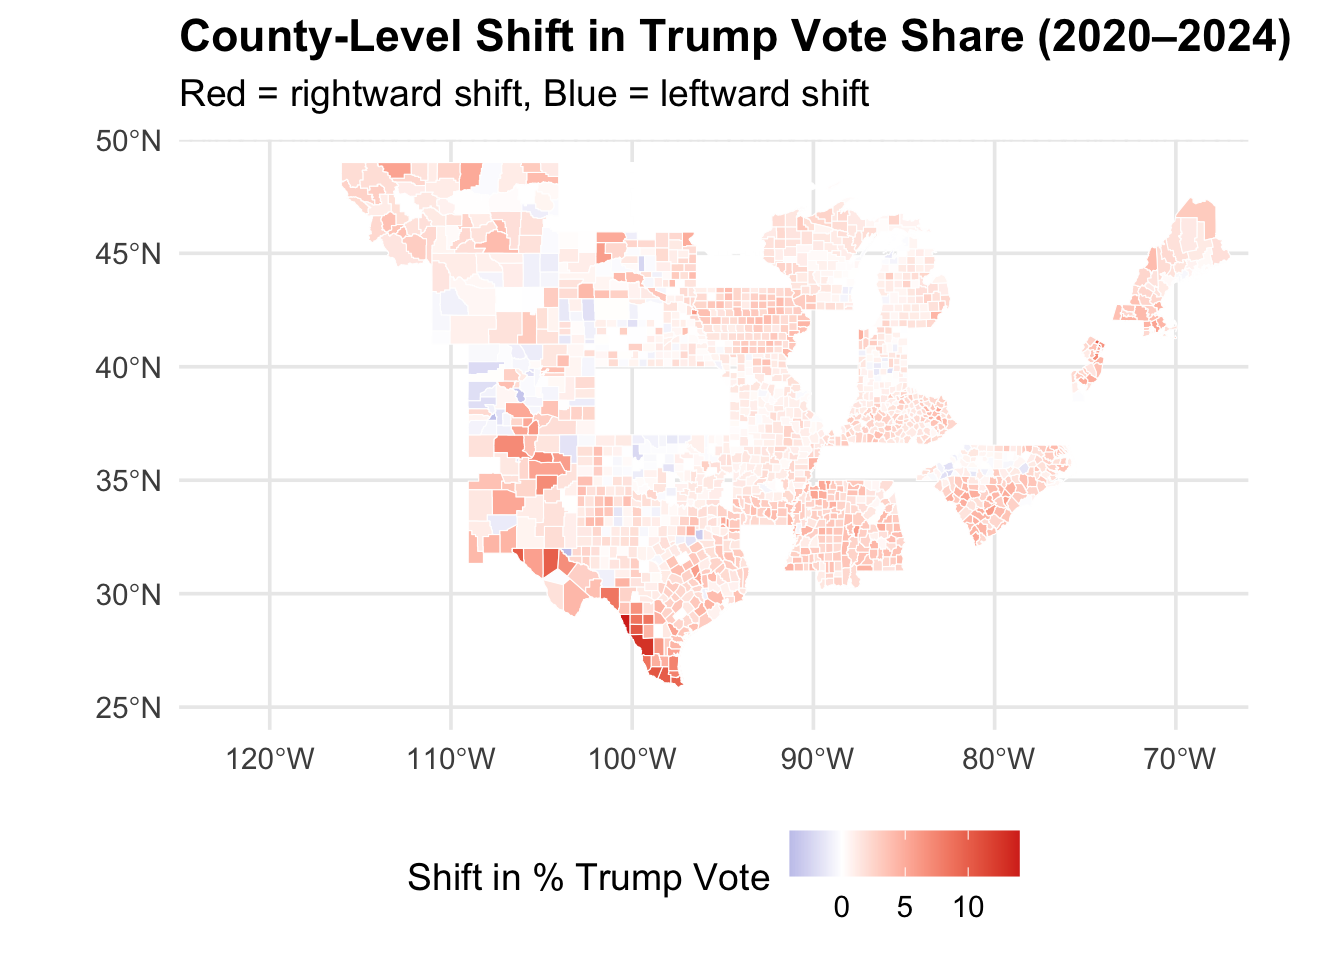 County-Level Shift in Trump Vote Share (2020–2024)
Red = rightward shift, Blue = leftward shift
50°N
45°N
40°N
35°N
30°N
25°N
120°W 110°W 100°W 90°W 80°W 70°W
Shift in % Trump Vote
0 5 10